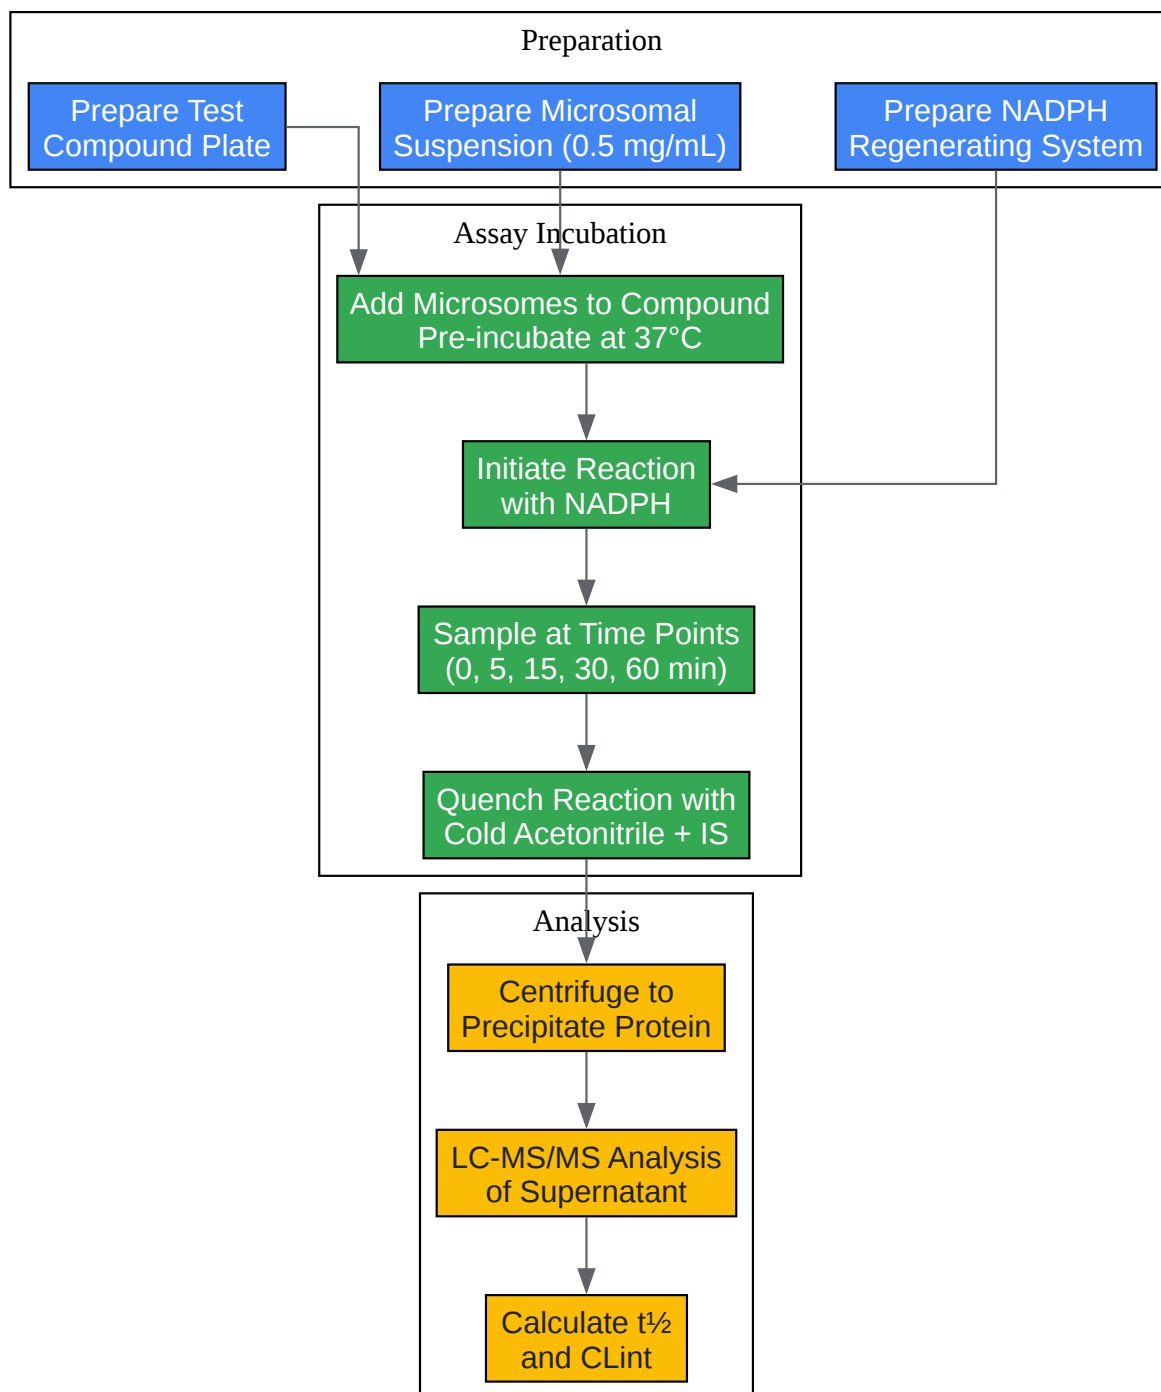 Preparation
Prepare Test
Compound Plate
Prepare Microsomal
Suspension (0.5 mg/mL)
Prepare NADPH
Regenerating System
Assay Incubation
Add Microsomes to Compound
Pre-incubate at 37°C
Initiate Reaction
with NADPH
Sample at Time Points
(0, 5, 15, 30, 60 min)
Quench Reaction with
Cold Acetonitrile + IS
Analysis
Centrifuge to
Precipitate Protein
LC-MS/MS Analysis
of Supernatant
Calculate t½
and CLint